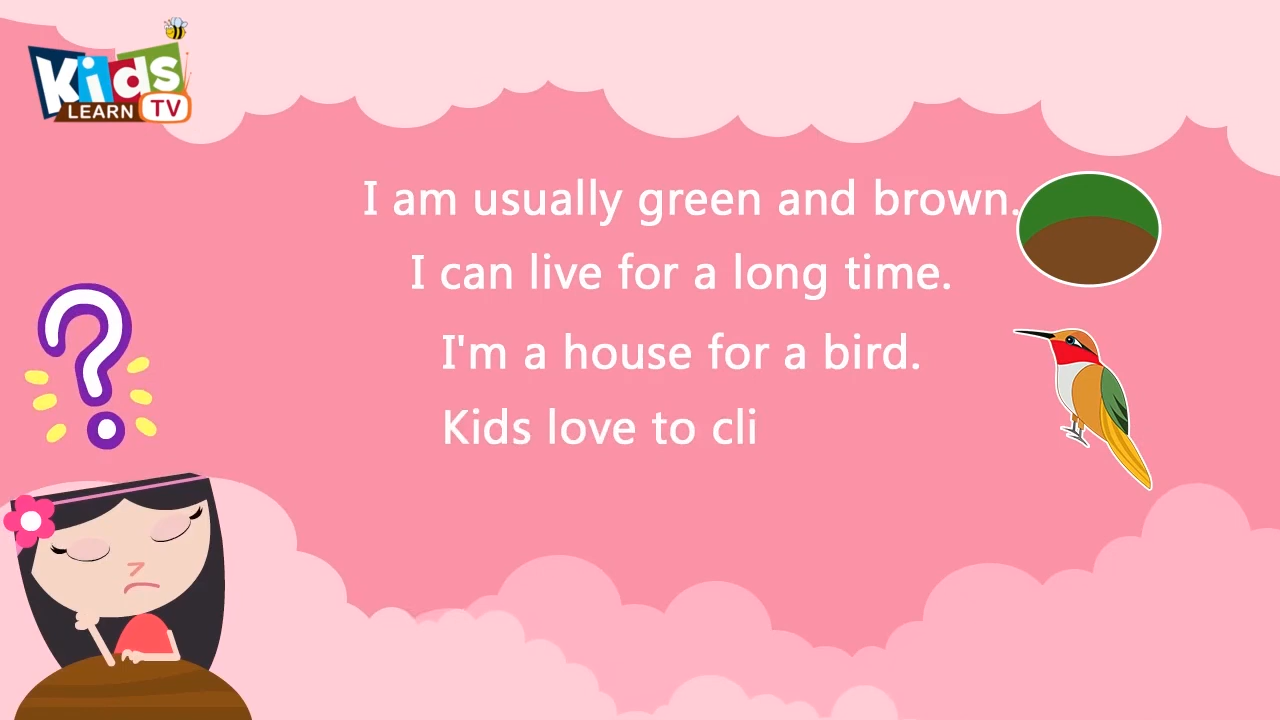 Kids
LEARN TV
I am usually green and brown.
I can live for a long time.
I'm a house for a bird.
Kids love to cli